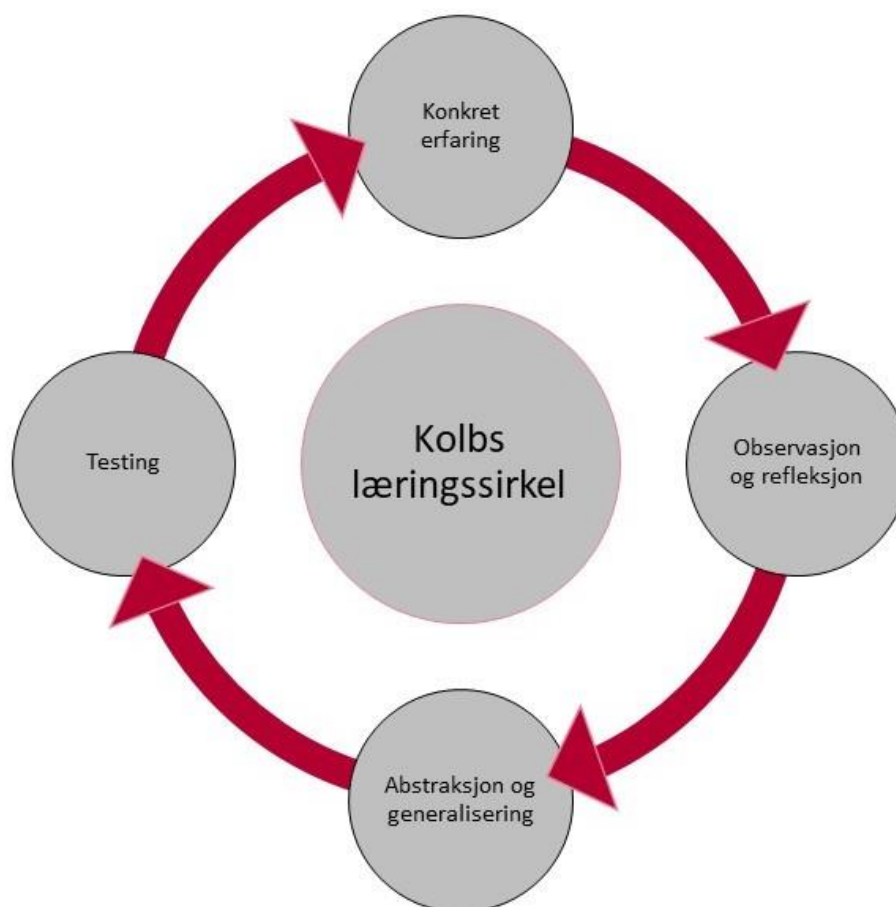 Konkret
erfaring
Observasjon
og refleksjon
Abstraksjon og
generalisering
Testing
Kolbs
læringssirkel